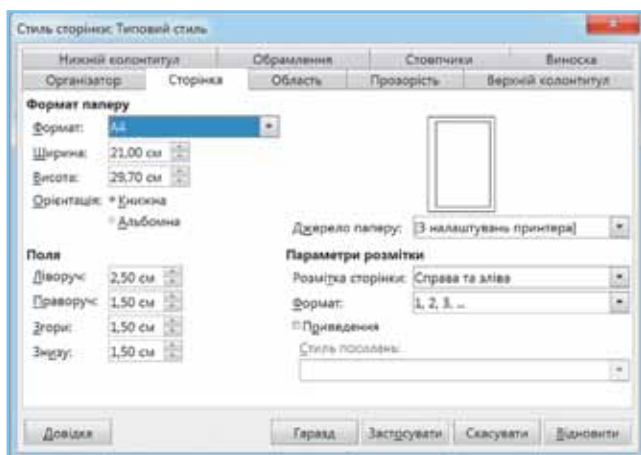 Стиль сторінки: Типовий стиль
Нижній колонтитул Обрамлення Стовпчики Виноска
Організатор Сторінка Область Прозорість Верхній колонтитул
Формат паперу
Формат: A4
Ширина: 21,00 см
Висота: 29,70 см
Орієнтація: Книжна
Альбомна
Джерело паперу: [З налаштувань принтера]
Поля
Ліворуч: 2,50 см
Праворуч: 1,50 см
Згори: 1,50 см
Знизу: 1,50 см
Параметри розмітки
Розмітка сторінки: Справа та зліва
Формат: 1, 2, 3, ...
Приведення
Стиль посилань:
Довідка Гаразд Застосувати Скасувати Відновити